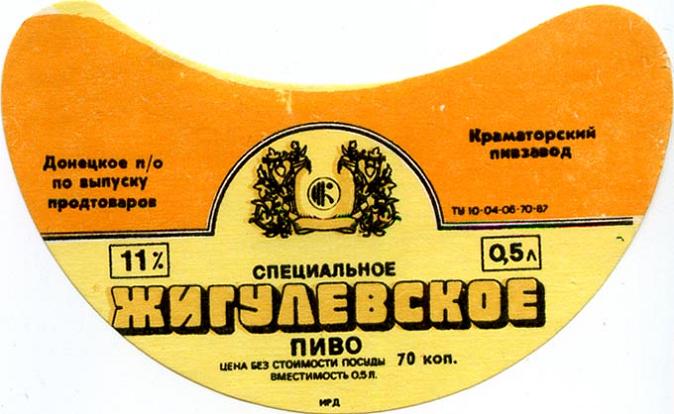 Донецкое п/о
по выпуску
продтоваров
Краматорский
пивзавод
ТУ 10-04-06-70-87
К
11%
0,5 л
СПЕЦИАЛЬНОЕ
ЖИГУЛЕВСКОЕ
ПИВО
ЦЕНА БЕЗ СТОИМОСТИ ПОСУДЫ 70 коп.
ВМЕСТИМОСТЬ 0,5 Л.
ИРД